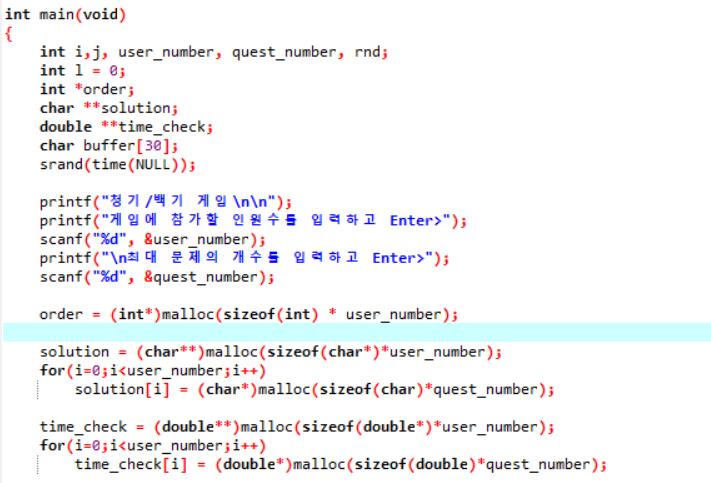 int main(void)
{
int i,j, user_number, quest_number, rnd;
int l = 0;
int *order;
char **solution;
double **time_check;
char buffer[30];
srand(time(NULL));
printf("청기/백기 게임\n\n");
printf("게임에 참가할 인원수를 입력하고 Enter>");
scanf("%d", &user_number);
printf("\n최대 문제의 개수를 입력하고 Enter>");
scanf("%d", &quest_number);
order = (int*)malloc(sizeof(int) * user_number);
solution = (char**)malloc(sizeof(char*)*user_number);
for(i=0;i<user_number;i++)
solution[i] = (char*)malloc(sizeof(char)*quest_number);
time_check = (double**)malloc(sizeof(double*)*user_number);
for(i=0;i<user_number;i++)
time_check[i] = (double*)malloc(sizeof(double)*quest_number);